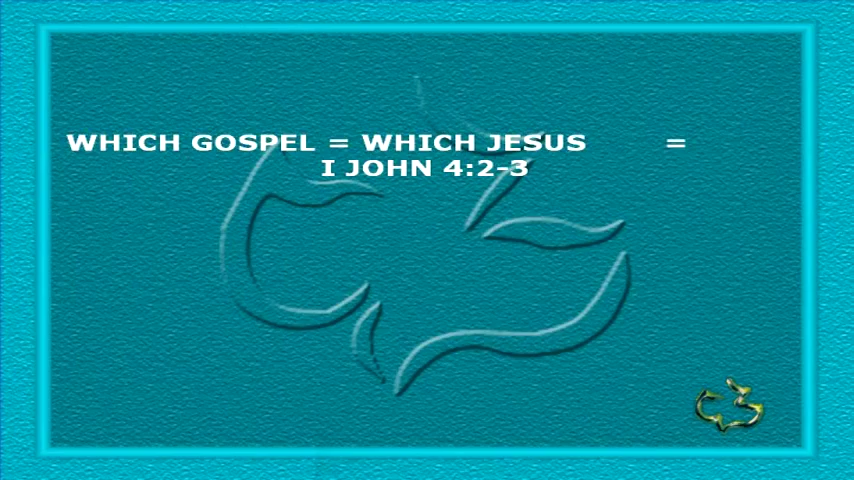 WHICH GOSPEL = WHICH JESUS =
I JOHN 4:2-3